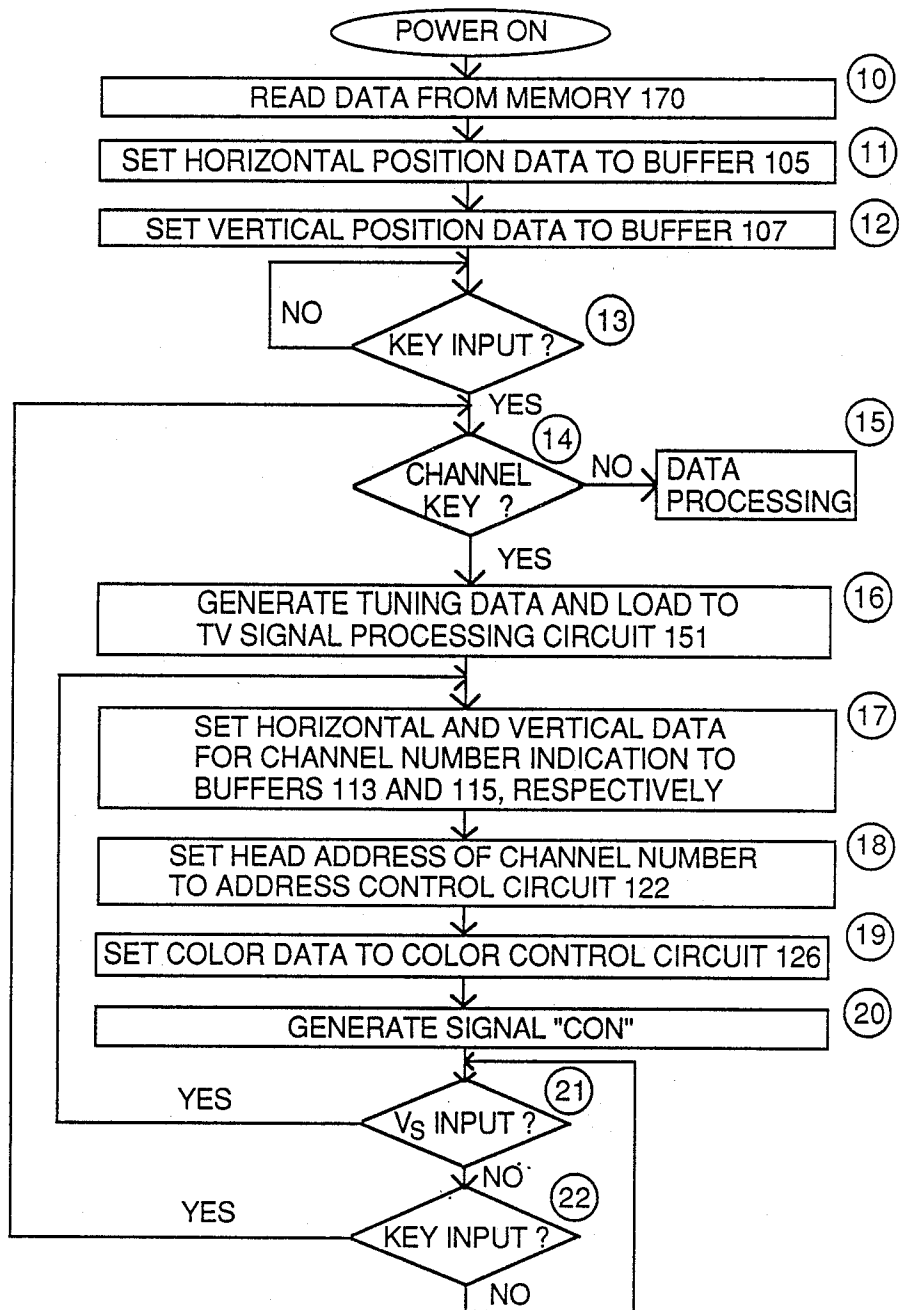 POWER ON
10
READ DATA FROM MEMORY 170
11
SET HORIZONTAL POSITION DATA TO BUFFER 105
12
SET VERTICAL POSITION DATA TO BUFFER 107
NO
13
KEY INPUT ?
YES
14
15
CHANNEL
KEY ?
NO
DATA
PROCESSING
YES
16
GENERATE TUNING DATA AND LOAD TO
TV SIGNAL PROCESSING CIRCUIT 151
17
SET HORIZONTAL AND VERTICAL DATA
FOR CHANNEL NUMBER INDICATION TO
BUFFERS 113 AND 115, RESPECTIVELY
18
SET HEAD ADDRESS OF CHANNEL NUMBER
TO ADDRESS CONTROL CIRCUIT 122
19
SET COLOR DATA TO COLOR CONTROL CIRCUIT 126
20
GENERATE SIGNAL "CON"
21
YES
VS INPUT ?
NO
22
YES
KEY INPUT ?
NO